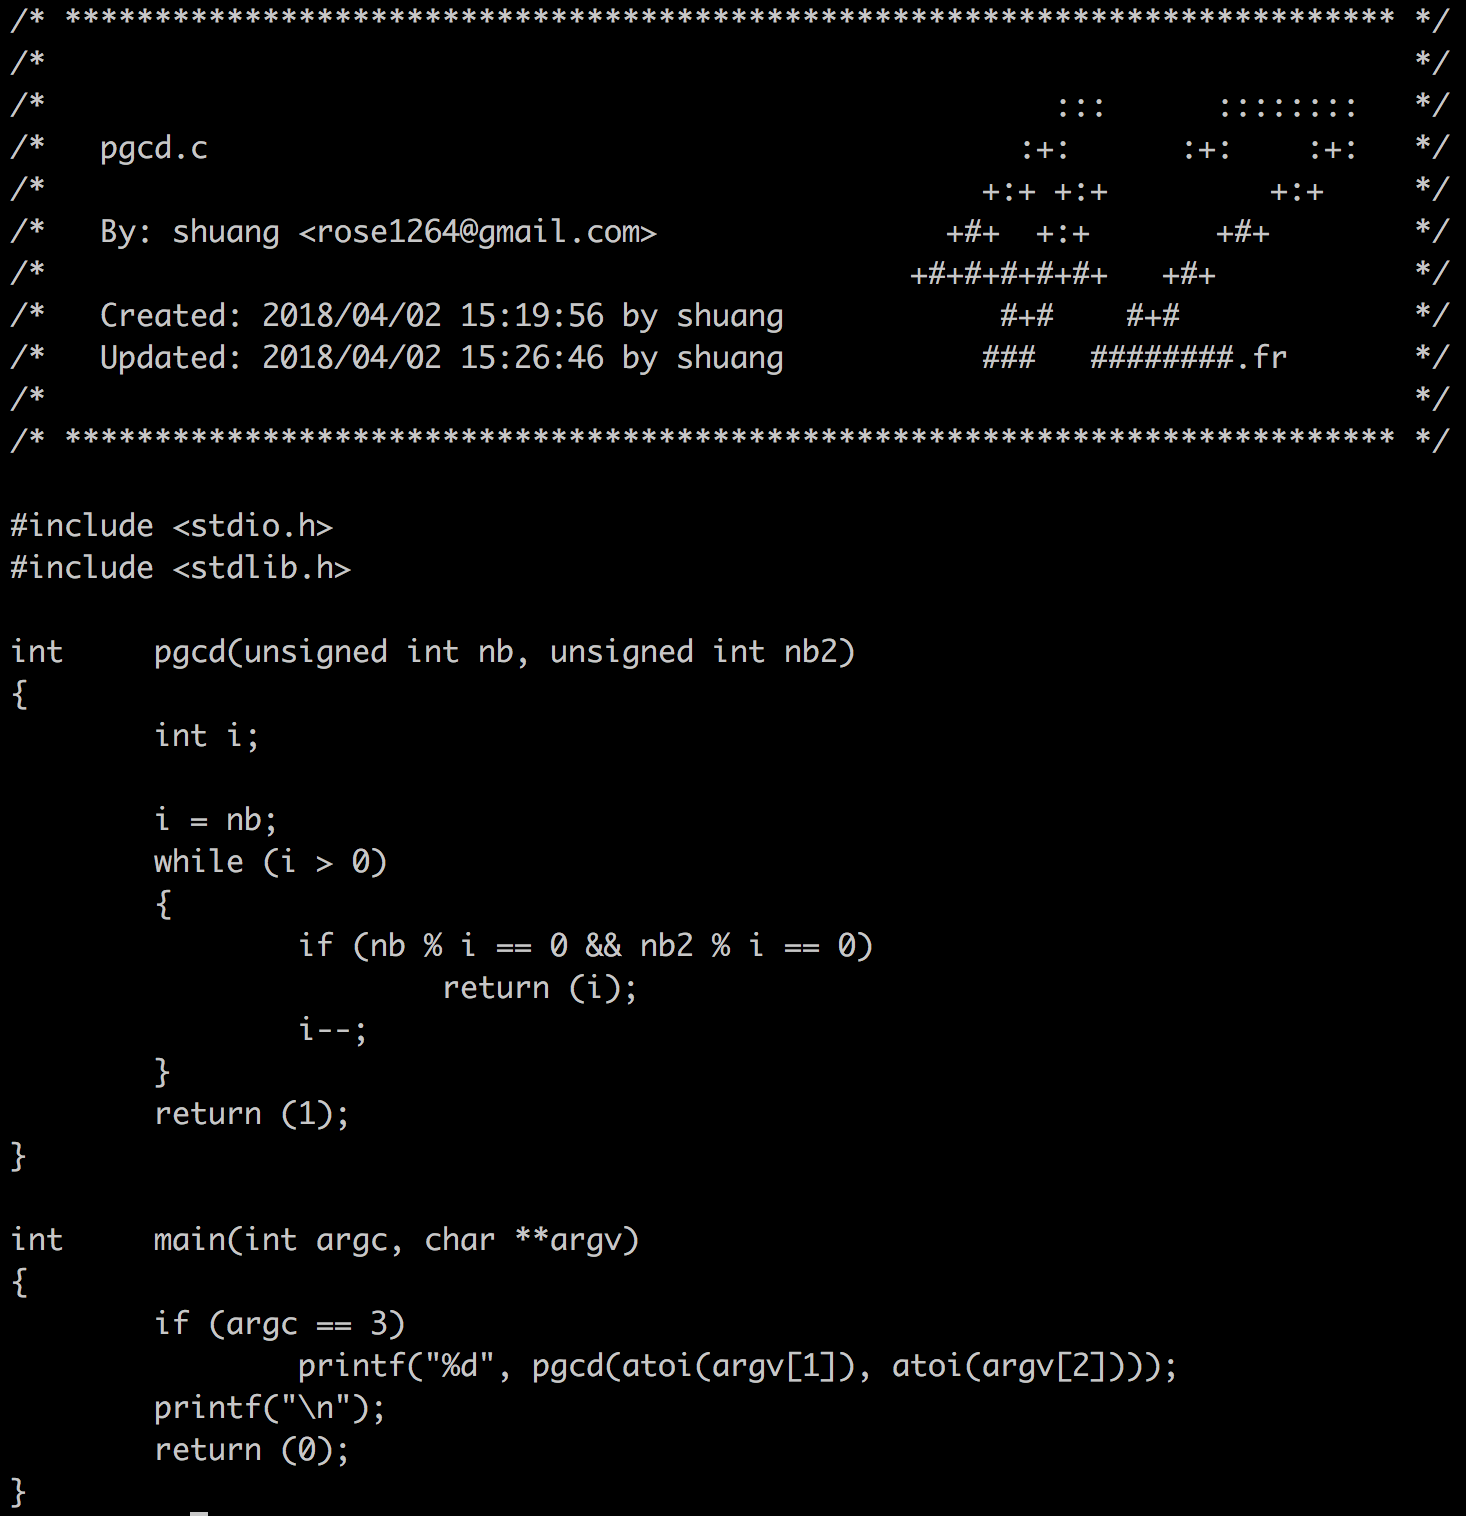 /* ************************************************************************** */
/*                                                                            */
/*                                                        :::      ::::::::   */
/*   pgcd.c                                             :+:      :+:    :+:   */
/*                                                    +:+ +:+         +:+     */
/*   By: shuang <rose1264@gmail.com>                +#+  +:+       +#+        */
/*                                                +#+#+#+#+#+   +#+           */
/*   Created: 2018/04/02 15:19:56 by shuang            #+#    #+#             */
/*   Updated: 2018/04/02 15:26:46 by shuang           ###   ########.fr       */
/*                                                                            */
/* ************************************************************************** */

#include <stdio.h>
#include <stdlib.h>

int     pgcd(unsigned int nb, unsigned int nb2)
{
        int i;

        i = nb;
        while (i > 0)
        {
                if (nb % i == 0 && nb2 % i == 0)
                        return (i);
                i--;
        }
        return (1);
}

int     main(int argc, char **argv)
{
        if (argc == 3)
                printf("%d", pgcd(atoi(argv[1]), atoi(argv[2])));
        printf("\n");
        return (0);
}